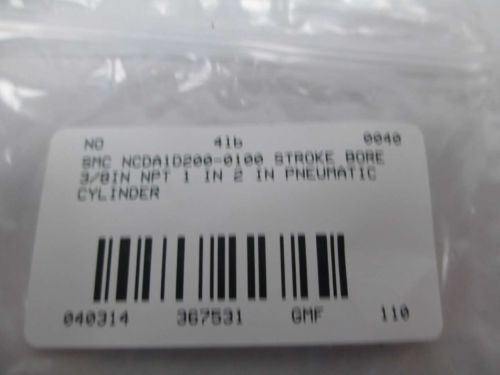 NO 4lb 0040
SMC NCDA1D200-0100 STROKE BORE
3/8IN NPT 1 IN 2 IN PNEUMATIC
CYLINDER
040314 367531 GMF 110